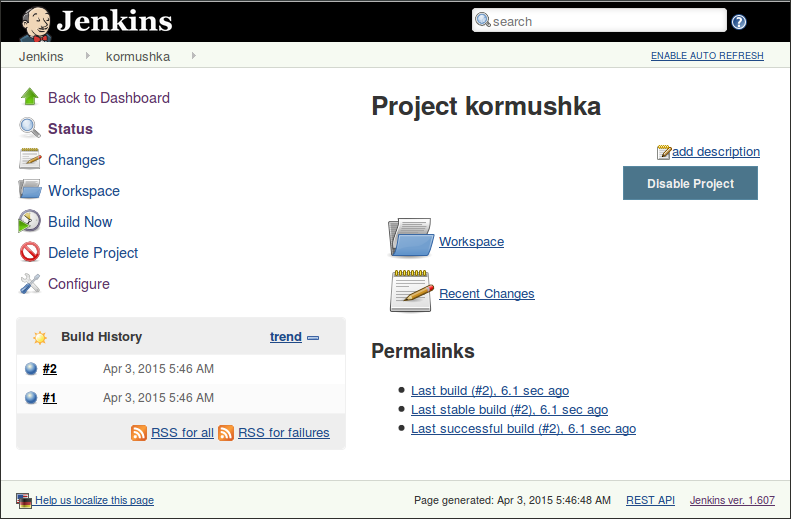 Jenkins
search
Jenkins kormushka
ENABLE AUTO REFRESH
Back to Dashboard
Status
Changes
Workspace
Build Now
Delete Project
Configure
Build History trend
#2 Apr 3, 2015 5:46 AM
#1 Apr 3, 2015 5:46 AM
RSS for all RSS for failures
Project kormushka
add description
Disable Project
Workspace
Recent Changes
Permalinks
Last build (#2), 6.1 sec ago
Last stable build (#2), 6.1 sec ago
Last successful build (#2), 6.1 sec ago
Help us localize this page
Page generated: Apr 3, 2015 5:46:48 AM REST API Jenkins ver. 1.607